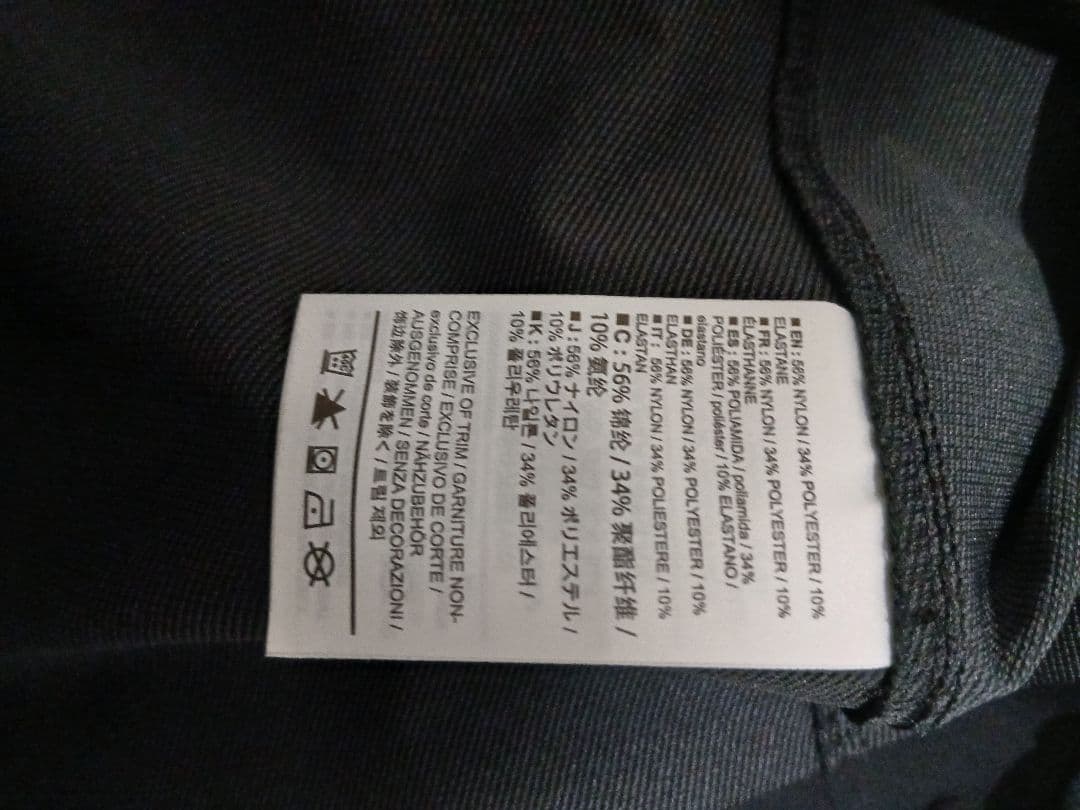 ■ EN : 56% NYLON / 34% POLYESTER / 10%
ELASTANE
■ FR : 56% NYLON / 34% POLYESTER / 10%
ÉLASTHANNE
■ ES : 56% POLIAMIDA / poliamida / 34%
POLIÉSTER / poliéster / 10% ELASTANO /
elastano
■ DE : 56% NYLON / 34% POLYESTER / 10%
ELASTHAN
■ IT : 56% NYLON / 34% POLIESTERE / 10%
ELASTAN
■ C : 56% 锦纶 / 34% 聚酯纤维 /
10% 氨纶
■ J : 56% ナイロン / 34% ポリエステル /
10% ポリウレタン
■ K : 56% 나일론 / 34% 폴리에스터 /
10% 폴리우레탄
EXCLUSIVE OF TRIM / GARNITURE NON-
COMPRISE / EXCLUSIVO DE CORTE /
exclusivo de corte / NÄHZUBEHÖR
AUSGENOMMEN / SENZA DECORAZIONI /
饰边除外 / 装飾を除く / 트림 제외